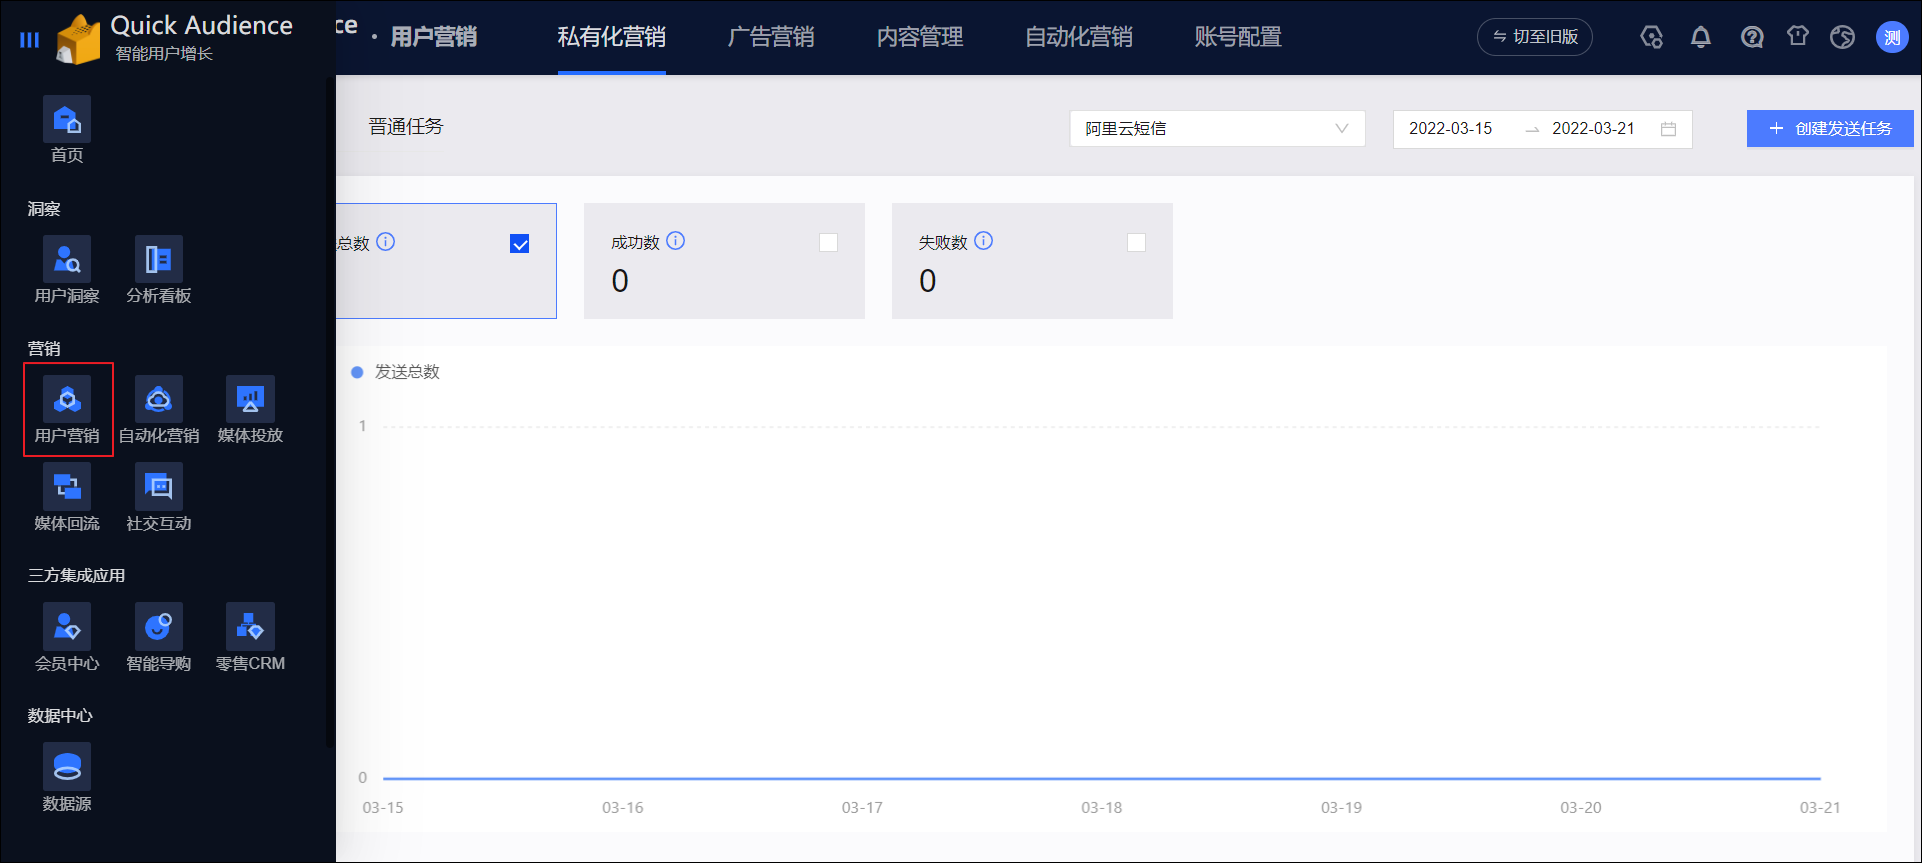 Quick Audience
智能用户增长
ce
· 用户营销
私有化营销
广告营销
内容管理
自动化营销
账号配置
切至旧版
测
首页
洞察
用户洞察
分析看板
营销
用户营销
自动化营销
媒体投放
媒体回流
社交互动
三方集成应用
会员中心
智能导购
零售CRM
数据中心
数据源
普通任务
阿里云短信
2022-03-15
2022-03-21
创建发送任务
总数
成功数
0
失败数
0
发送总数
1
0
03-15
03-16
03-17
03-18
03-19
03-20
03-21